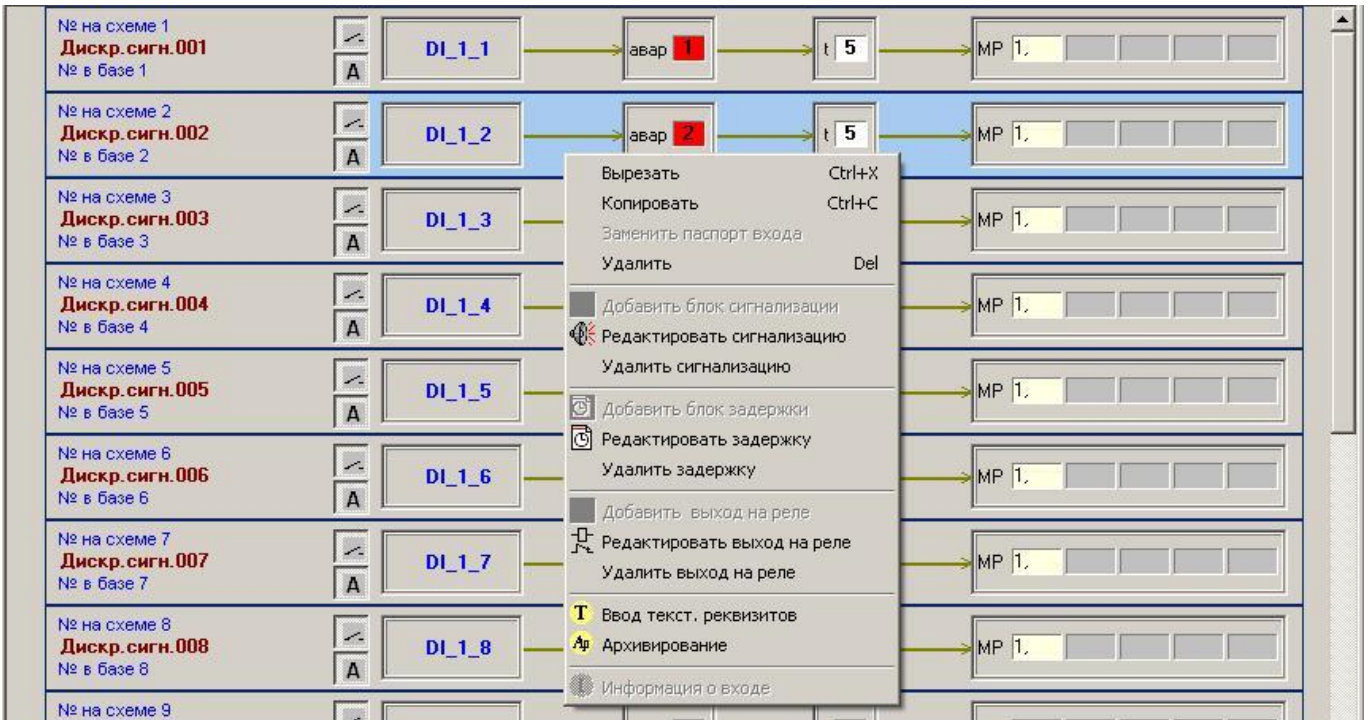 № на схеме 1
Дискр.сигн.001
№ в базе 1
A
DI_1_1
авар 1
t 5
МР 1,
№ на схеме 2
Дискр.сигн.002
№ в базе 2
A
DI_1_2
авар 2
t 5
МР 1,
№ на схеме 3
Дискр.сигн.003
№ в базе 3
A
DI_1_3
МР 1,
№ на схеме 4
Дискр.сигн.004
№ в базе 4
A
DI_1_4
МР 1,
№ на схеме 5
Дискр.сигн.005
№ в базе 5
A
DI_1_5
МР 1,
№ на схеме 6
Дискр.сигн.006
№ в базе 6
A
DI_1_6
МР 1,
№ на схеме 7
Дискр.сигн.007
№ в базе 7
A
DI_1_7
МР 1,
№ на схеме 8
Дискр.сигн.008
№ в базе 8
A
DI_1_8
МР 1,
№ на схеме 9
Вырезать Ctrl+X
Копировать Ctrl+C
Заменить паспорт входа
Удалить Del
Добавить блок сигнализации
Редактировать сигнализацию
Удалить сигнализацию
Добавить блок задержки
Редактировать задержку
Удалить задержку
Добавить выход на реле
Редактировать выход на реле
Удалить выход на реле
T Ввод текст. реквизитов
Ар Архивирование
Информация о входе